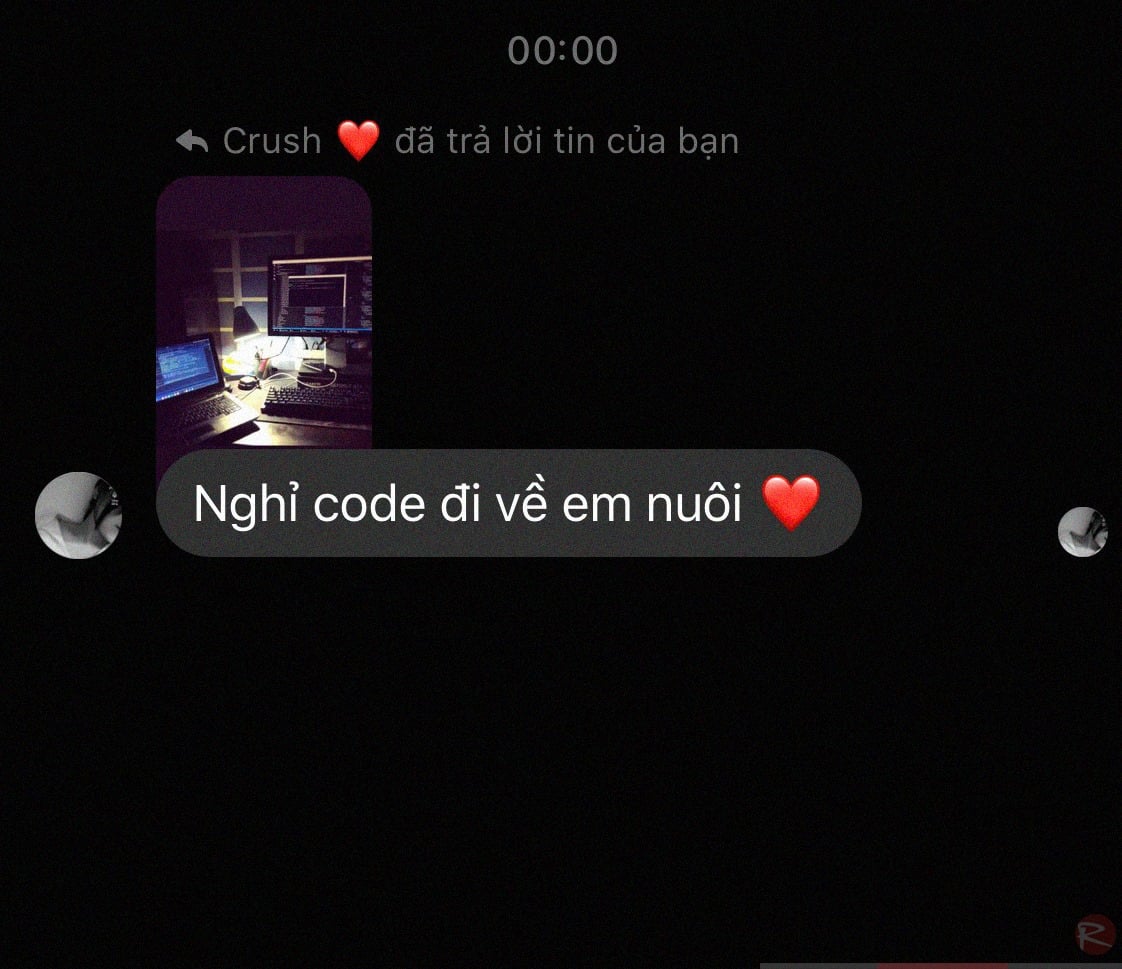 00:00
Crush ❤️ đã trả lời tin của bạn
Nghỉ code đi về em nuôi ❤️
R